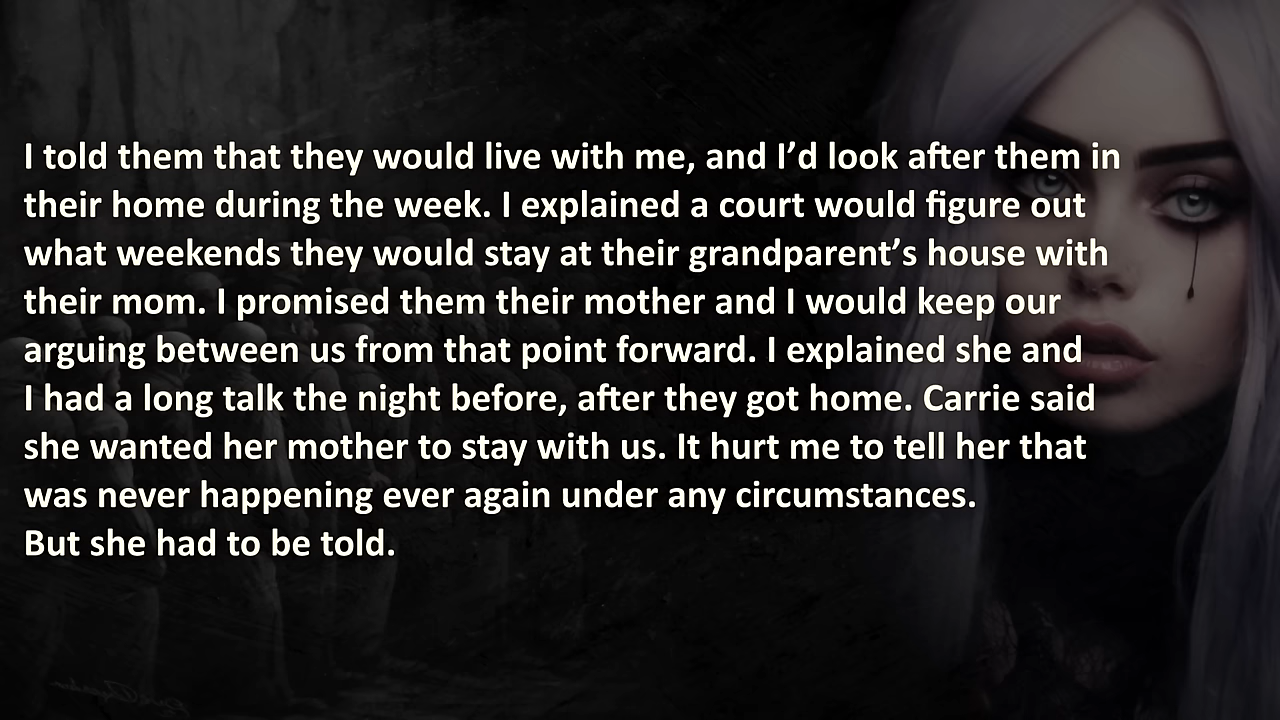 I told them that they would live with me, and I’d look after them in
their home during the week. I explained a court would figure out
what weekends they would stay at their grandparent’s house with
their mom. I promised them their mother and I would keep our
arguing between us from that point forward. I explained she and
I had a long talk the night before, after they got home. Carrie said
she wanted her mother to stay with us. It hurt me to tell her that
was never happening ever again under any circumstances.
But she had to be told.